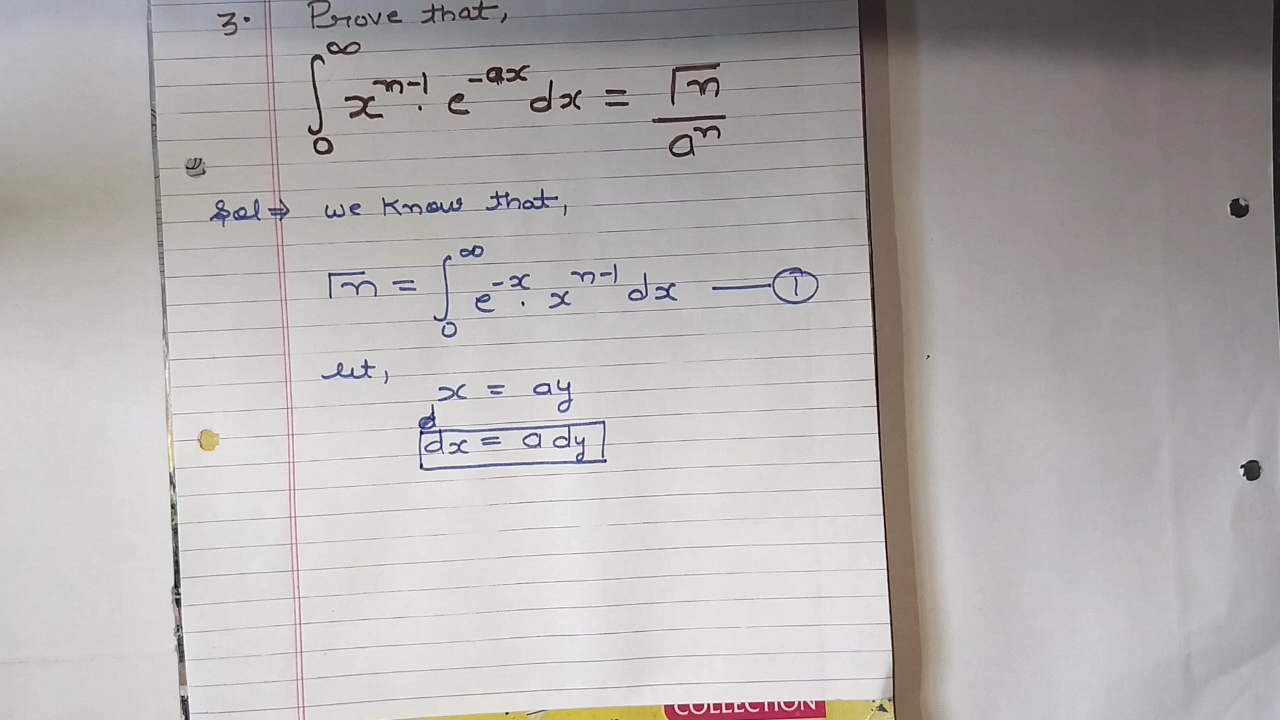 3. Prove that,
∫₀^∞ x^{n-1} · e^{-ax} dx = Γn / a^n
Sol ⇒ we know that,
Γn = ∫₀^∞ e^{-x} · x^{n-1} dx —— ①
let,
x = ay
d
dx = a dy
COLLECTION